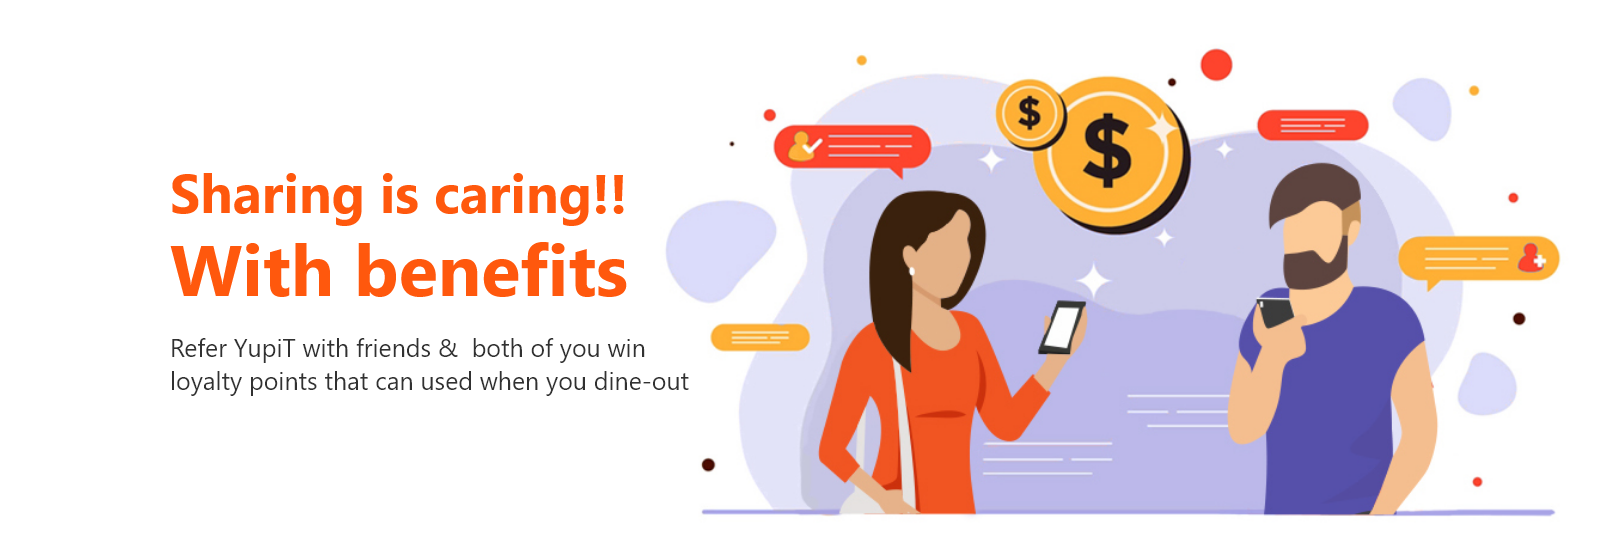 Sharing is caring!!
With benefits
Refer YupiT with friends & both of you win
loyalty points that can used when you dine-out
$
$